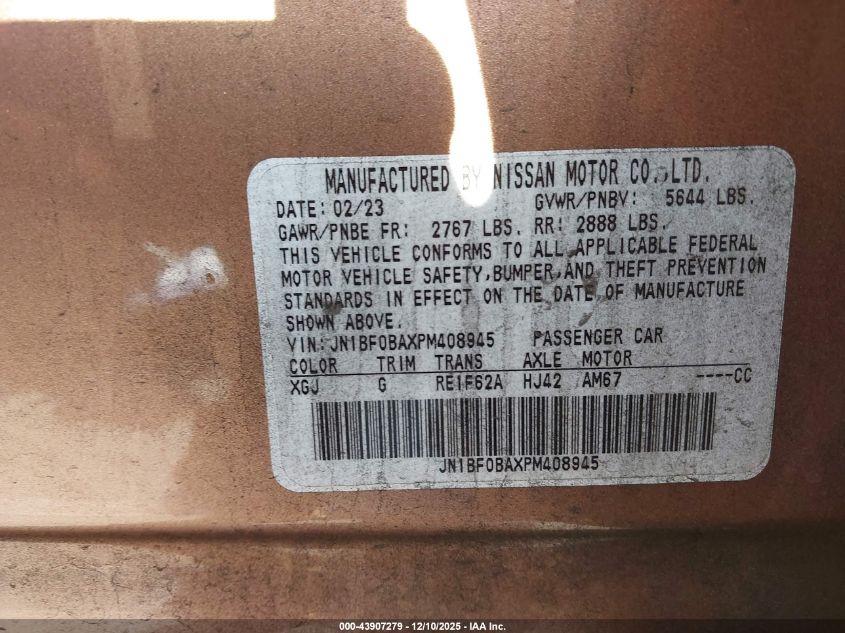 MANUFACTURED BY NISSAN MOTOR CO.,LTD.
DATE: 02/23 GVWR/PNBV: 5644 LBS.
GAWR/PNBE FR: 2767 LBS. RR: 2888 LBS.
THIS VEHICLE CONFORMS TO ALL APPLICABLE FEDERAL
MOTOR VEHICLE SAFETY,BUMPER,AND THEFT PREVENTION
STANDARDS IN EFFECT ON THE DATE OF MANUFACTURE
SHOWN ABOVE.
VIN:JN1BF0BAXPM408945 PASSENGER CAR
COLOR TRIM TRANS AXLE MOTOR
XGJ G RE1F62A HJ42 AM67 ----CC
JN1BF0BAXPM408945
000-43907279 - 12/10/2025 - IAA Inc.